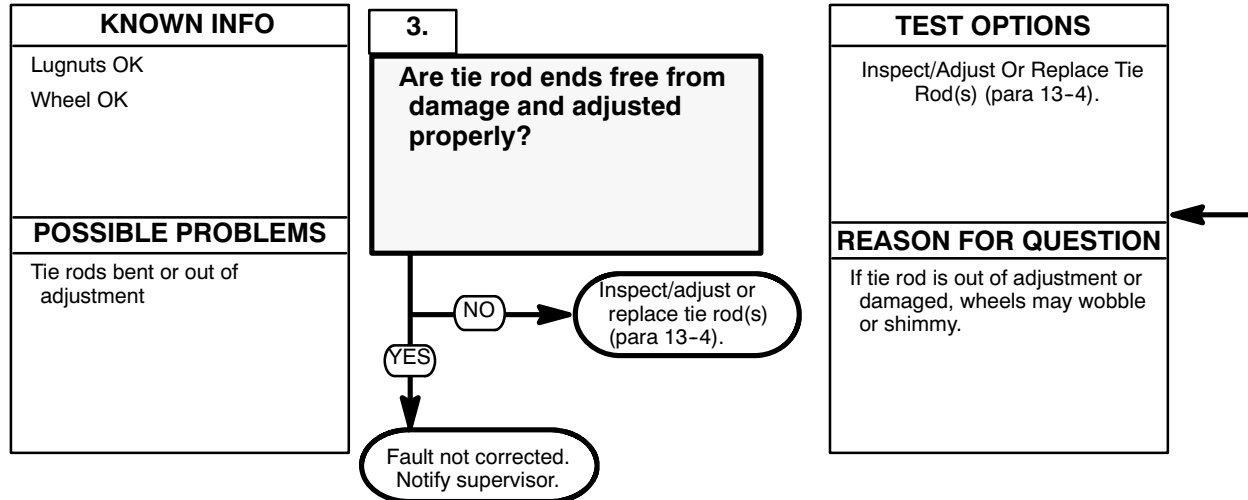 KNOWN INFO
Lugnuts OK
Wheel OK
POSSIBLE PROBLEMS
Tie rods bent or out of
adjustment
3.
Are tie rod ends free from
damage and adjusted
properly?
NO
Inspect/adjust or
replace tie rod(s)
(para 13-4).
YES
Fault not corrected.
Notify supervisor.
TEST OPTIONS
Inspect/Adjust Or Replace Tie
Rod(s) (para 13-4).
REASON FOR QUESTION
If tie rod is out of adjustment or
damaged, wheels may wobble
or shimmy.